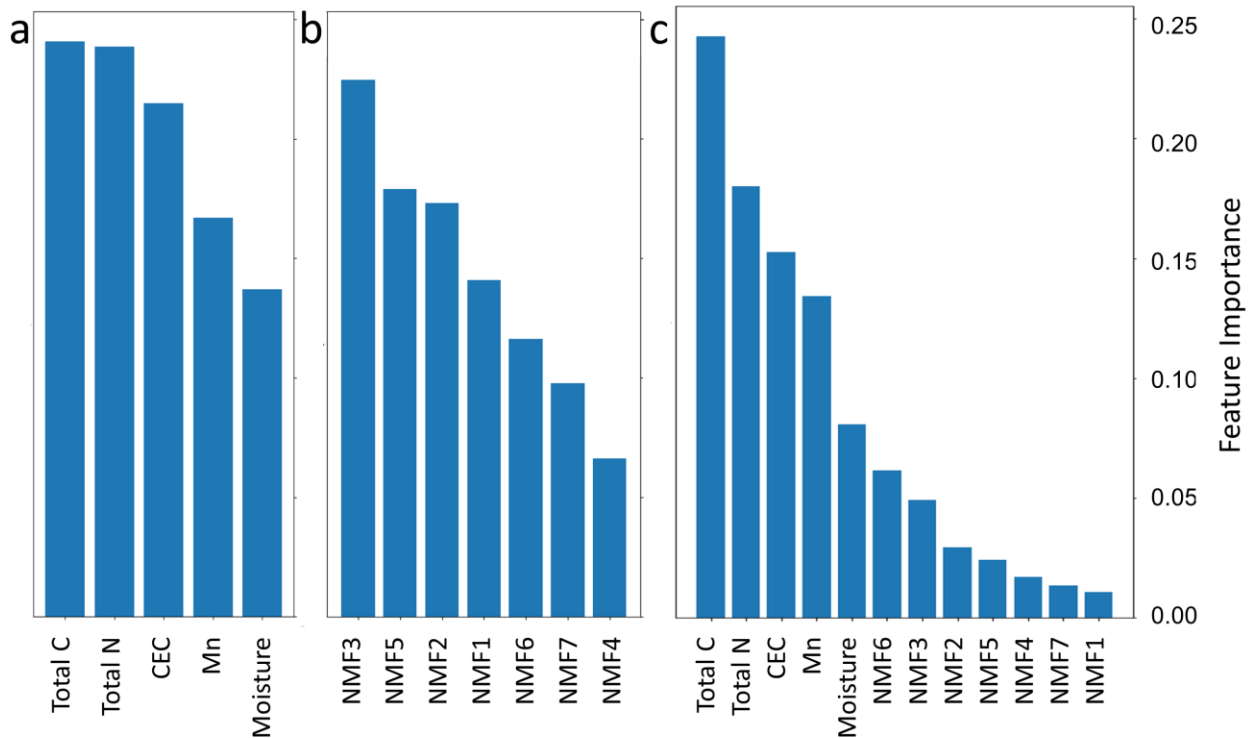 a
Total C
Total N
CEC
Mn
Moisture
b
NMF3
NMF5
NMF2
NMF1
NMF6
NMF7
NMF4
c
Total C
Total N
CEC
Mn
Moisture
NMF6
NMF3
NMF2
NMF5
NMF4
NMF7
NMF1
0.25
0.20
0.15
0.10
0.05
0.00
Feature Importance